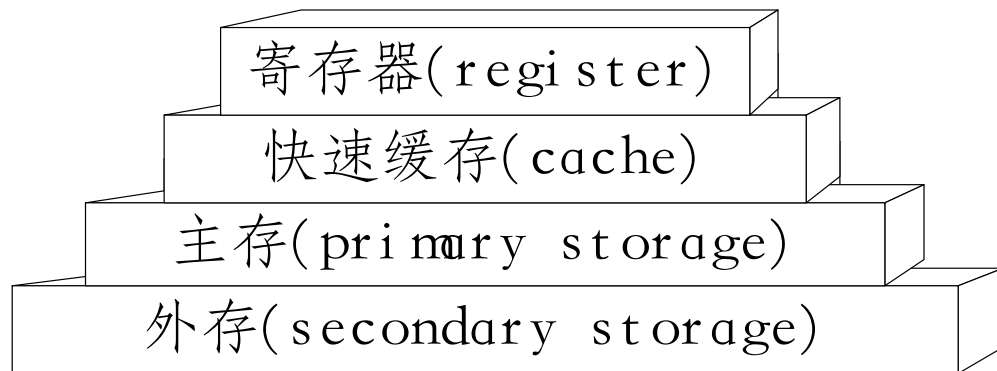 寄存器(register)
快速缓存(cache)
主存(primary storage)
外存(secondary storage)